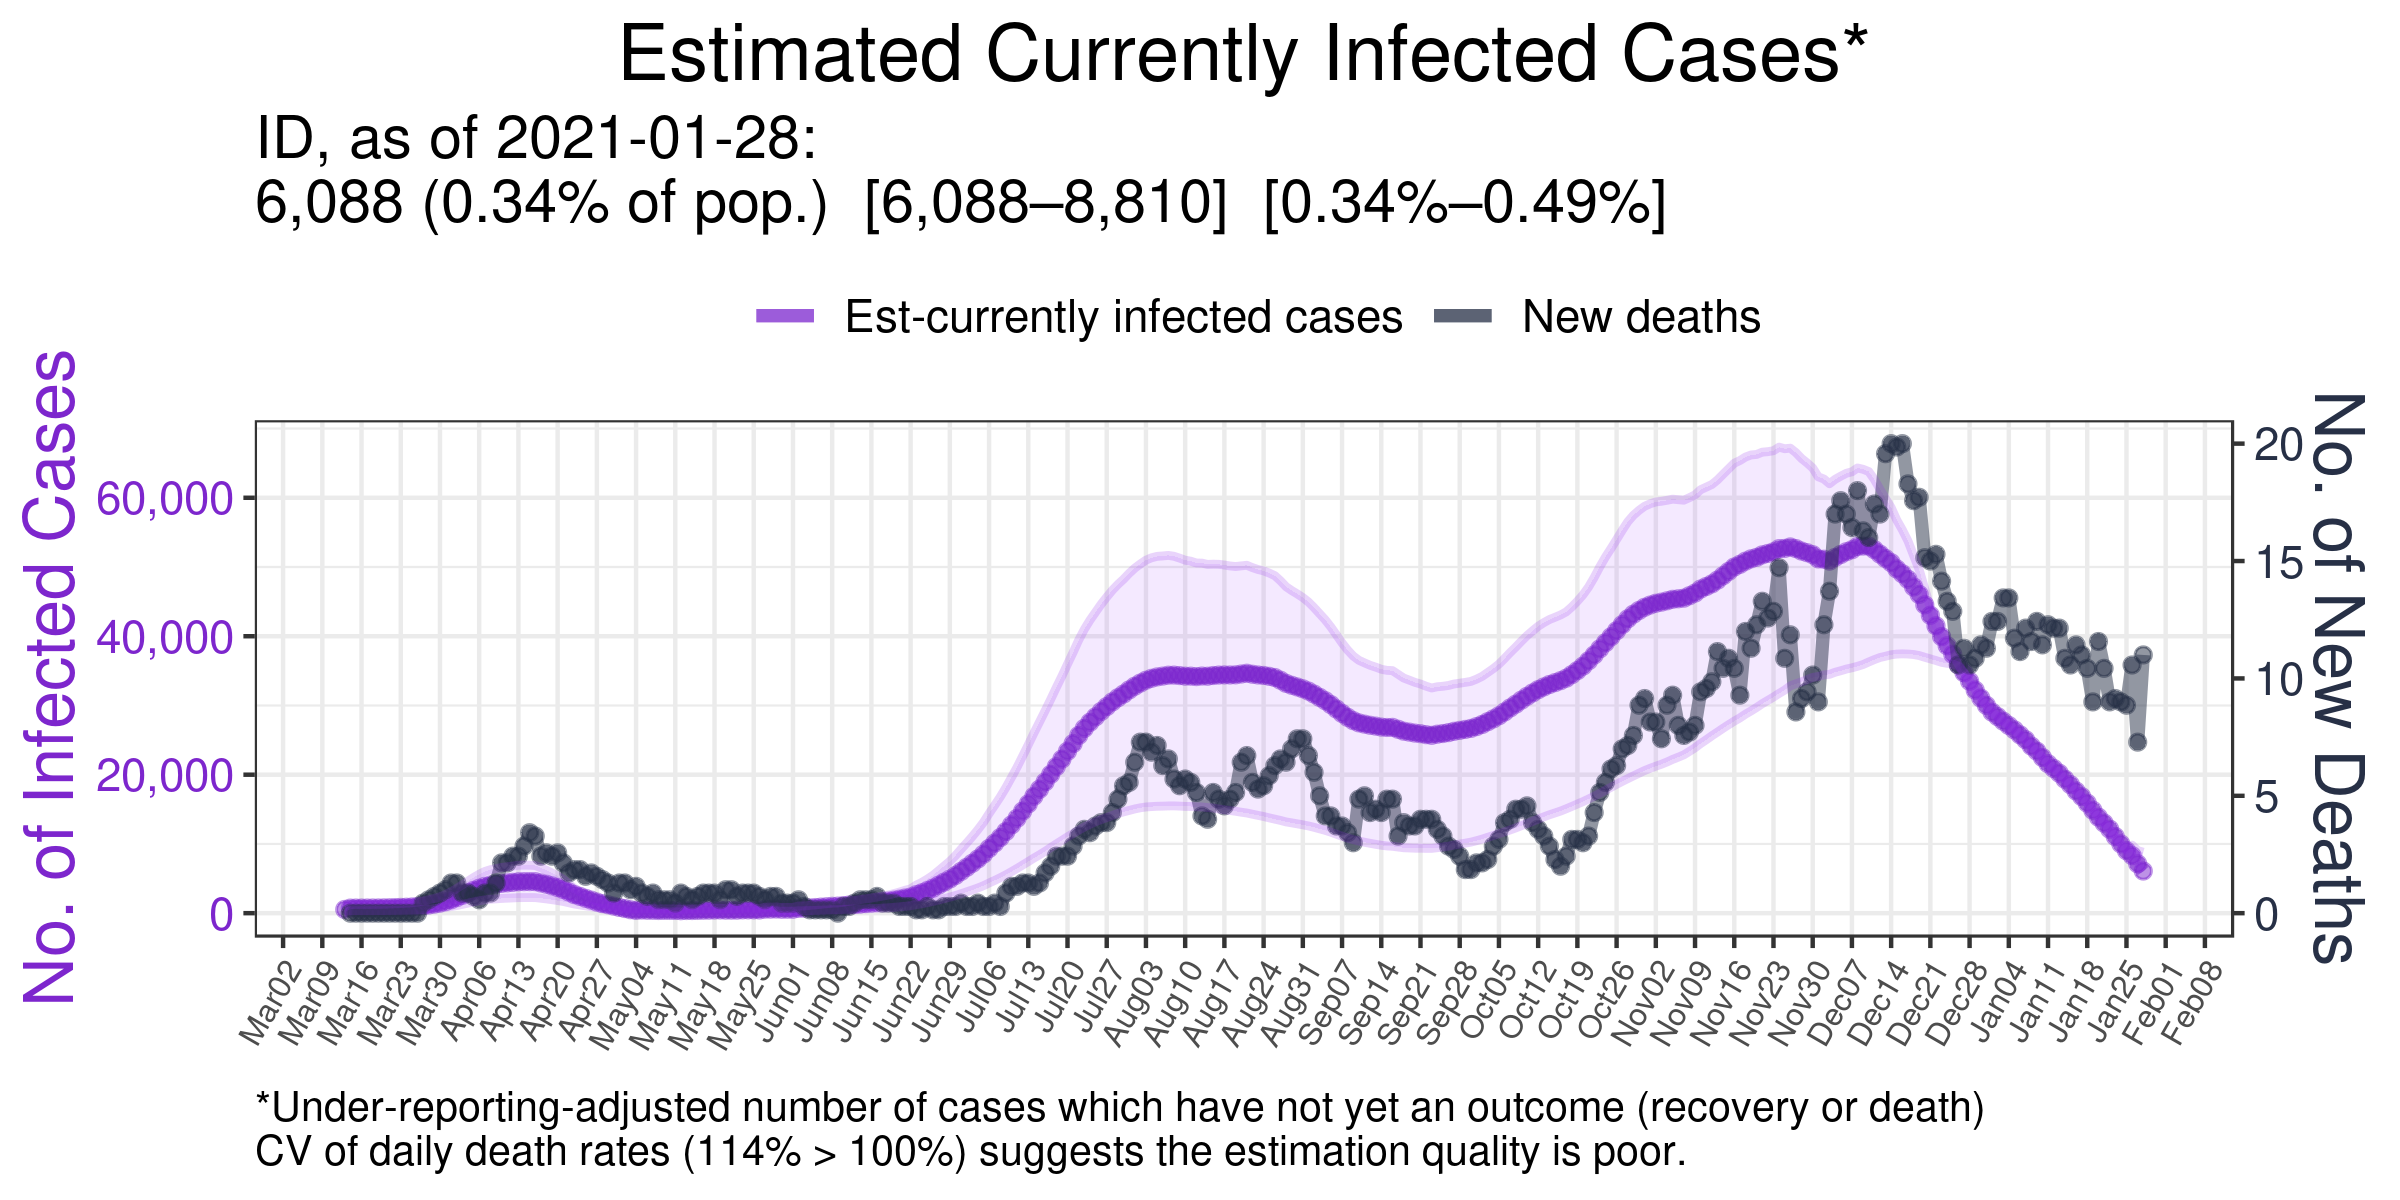 Estimated Currently Infected Cases*
ID, as of 2021-01-28:
6,088 (0.34% of pop.) [6,088–8,810] [0.34%–0.49%]
Est-currently infected cases New deaths
No. of Infected Cases
60,000
40,000
20,000
0
20
15
10
5
0
No. of New Deaths
Mar02 Mar09 Mar16 Mar23 Mar30 Apr06 Apr13 Apr20 Apr27 May04 May11 May18 May25 Jun01 Jun08 Jun15 Jun22 Jun29 Jul06 Jul13 Jul20 Jul27 Aug03 Aug10 Aug17 Aug24 Aug31 Sep07 Sep14 Sep21 Sep28 Oct05 Oct12 Oct19 Oct26 Nov02 Nov09 Nov16 Nov23 Nov30 Dec07 Dec14 Dec21 Dec28 Jan04 Jan11 Jan18 Jan25 Feb01 Feb08
*Under-reporting-adjusted number of cases which have not yet an outcome (recovery or death)
CV of daily death rates (114% > 100%) suggests the estimation quality is poor.